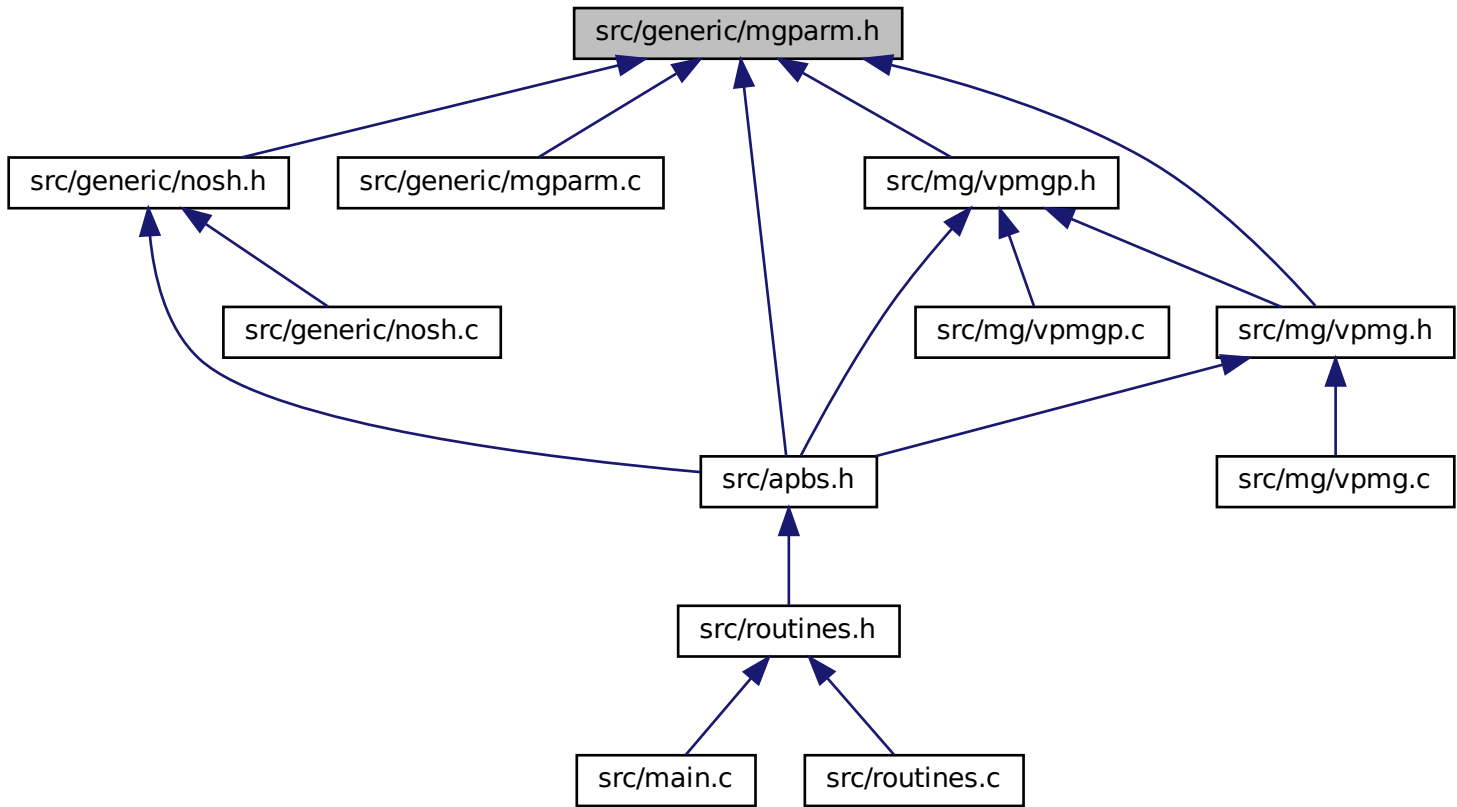 src/generic/mgparm.h
src/generic/nosh.h
src/generic/mgparm.c
src/mg/vpmgp.h
src/generic/nosh.c
src/mg/vpmgp.c
src/mg/vpmg.h
src/apbs.h
src/mg/vpmg.c
src/routines.h
src/main.c
src/routines.c